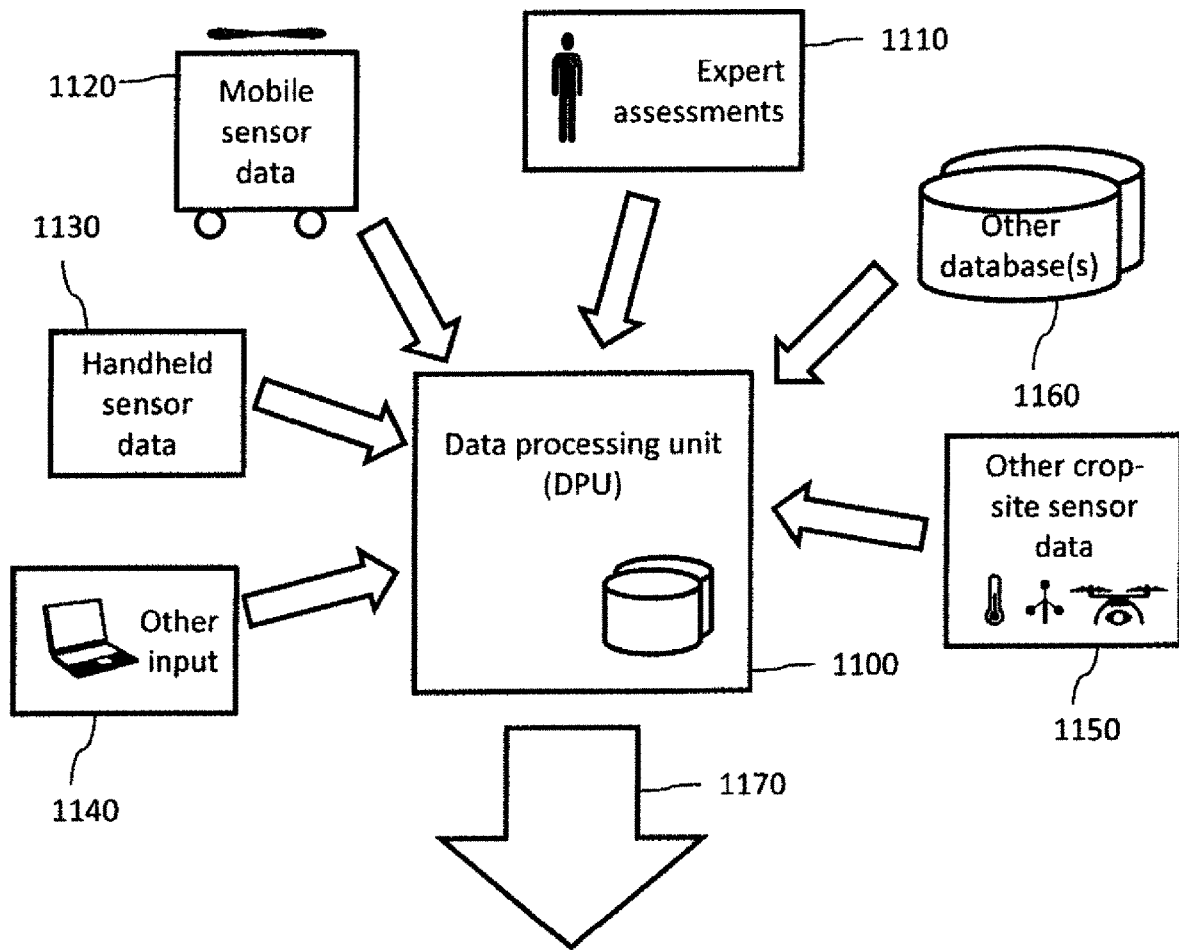 1120
Mobile
sensor
data
Expert
assessments
1110
1130
Handheld
sensor
data
Other
database(s)
1160
Data processing unit
(DPU)
Other crop-
site sensor
data
1150
Other
input
1140
1100
1170